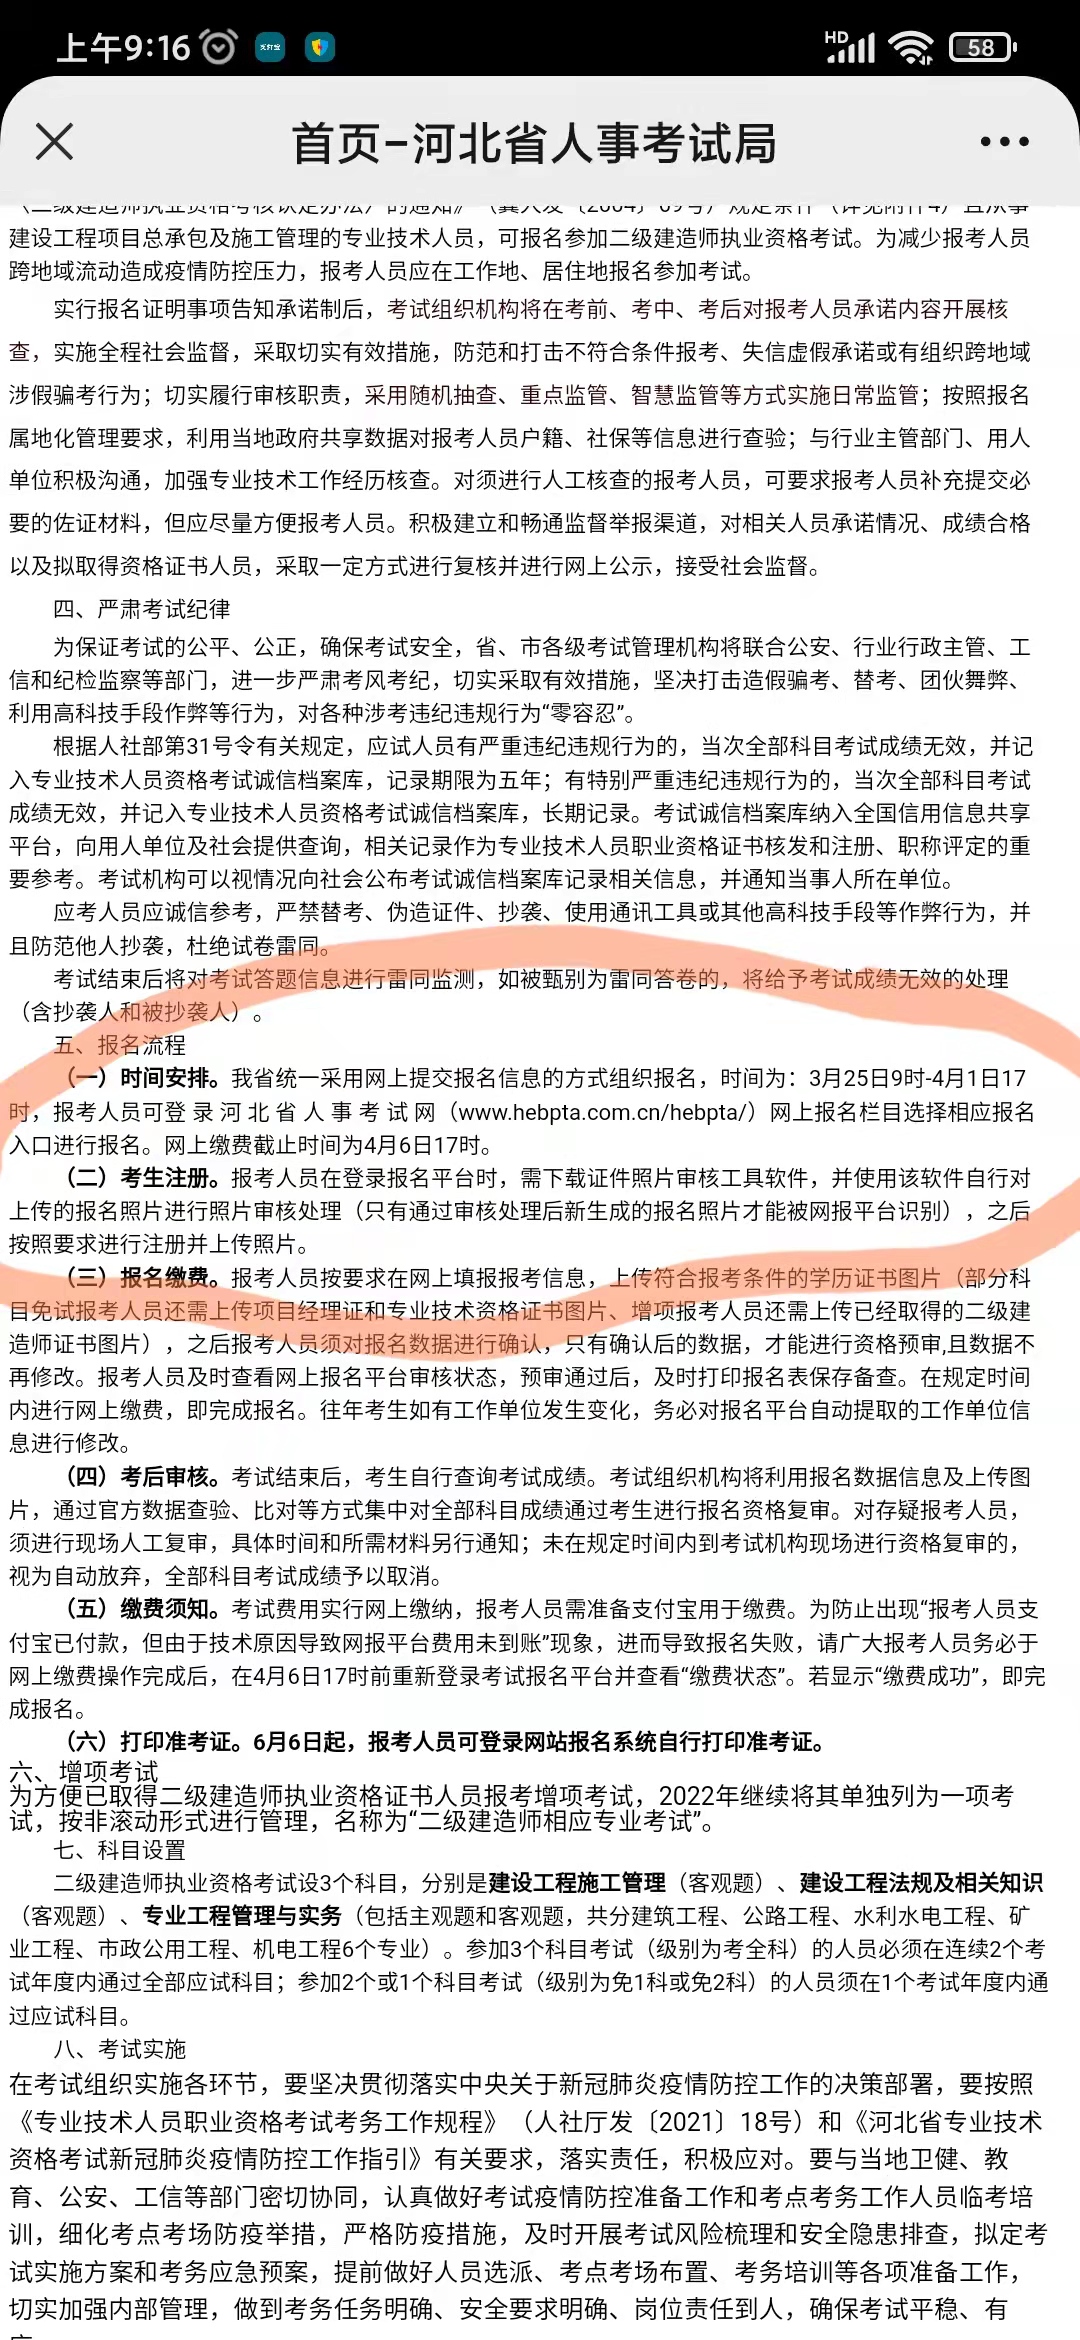 上午9:16
HD
58
首页-河北省人事考试局
建设工程项目总承包及施工管理的专业技术人员，可报名参加二级建造师执业资格考试。为减少报考人员
跨地域流动造成疫情防控压力，报考人员应在工作地、居住地报名参加考试。
实行报名证明事项告知承诺制后，考试组织机构将在考前、考中、考后对报考人员承诺内容开展核
查，实施全程社会监督，采取切实有效措施，防范和打击不符合条件报考、失信虚假承诺或有组织跨地域
涉假骗考行为；切实履行审核职责，采用随机抽查、重点监管、智慧监管等方式实施日常监管；按照报名
属地化管理要求，利用当地政府共享数据对报考人员户籍、社保等信息进行查验；与行业主管部门、用人
单位积极沟通，加强专业技术工作经历核查。对须进行人工核查的报考人员，可要求报考人员补充提交必
要的佐证材料，但应尽量方便报考人员。积极建立和畅通监督举报渠道，对相关人员承诺情况、成绩合格
以及拟取得资格证书人员，采取一定方式进行复核并进行网上公示，接受社会监督。
四、严肃考试纪律
为保证考试的公平、公正，确保考试安全，省、市各级考试管理机构将联合公安、行业行政主管、工
信和纪检监察等部门，进一步严肃考风考纪，切实采取有效措施，坚决打击造假骗考、替考、团伙舞弊、
利用高科技手段作弊等行为，对各种涉考违纪违规行为“零容忍”。
根据人社部第31号令有关规定，应试人员有严重违纪违规行为的，当次全部科目考试成绩无效，并记
入专业技术人员资格考试诚信档案库，记录期限为五年；有特别严重违纪违规行为的，当次全部科目考试
成绩无效，并记入专业技术人员资格考试诚信档案库，长期记录。考试诚信档案库纳入全国信用信息共享
平台，向用人单位及社会提供查询，相关记录作为专业技术人员职业资格证书核发和注册、职称评定的重
要参考。考试机构可以视情况向社会公布考试诚信档案库记录相关信息，并通知当事人所在单位。
应考人员应诚信参考，严禁替考、伪造证件、抄袭、使用通讯工具或其他高科技手段等作弊行为，并
且防范他人抄袭，杜绝试卷雷同。
考试结束后将对考试答题信息进行雷同监测，如被甄别为雷同答卷的，将给予考试成绩无效的处理
（含抄袭人和被抄袭人）。
五、报名流程
（一）时间安排。我省统一采用网上提交报名信息的方式组织报名，时间为：3月25日9时-4月1日17
时，报考人员可登 录 河 北 省 人 事 考 试 网（www.hebpta.com.cn/hebpta/）网上报名栏目选择相应报名
入口进行报名。网上缴费截止时间为4月6日17时。
（二）考生注册。报考人员在登录报名平台时，需下载证件照片审核工具软件，并使用该软件自行对
上传的报名照片进行照片审核处理（只有通过审核处理后新生成的报名照片才能被网报平台识别），之后
按照要求进行注册并上传照片。
（三）报名缴费。报考人员按要求在网上填报报考信息，上传符合报考条件的学历证书图片（部分科
目免试报考人员还需上传项目经理证和专业技术资格证书图片、增项报考人员还需上传已经取得的二级建
造师证书图片），之后报考人员须对报名数据进行确认，只有确认后的数据，才能进行资格预审,且数据不
再修改。报考人员及时查看网上报名平台审核状态，预审通过后，及时打印报名表保存备查。在规定时间
内进行网上缴费，即完成报名。往年考生如有工作单位发生变化，务必对报名平台自动提取的工作单位信
息进行修改。
（四）考后审核。考试结束后，考生自行查询考试成绩。考试组织机构将利用报名数据信息及上传图
片，通过官方数据查验、比对等方式集中对全部科目成绩通过考生进行报名资格复审。对存疑报考人员，
须进行现场人工复审，具体时间和所需材料另行通知；未在规定时间内到考试机构现场进行资格复审的，
视为自动放弃，全部科目考试成绩予以取消。
（五）缴费须知。考试费用实行网上缴纳，报考人员需准备支付宝用于缴费。为防止出现“报考人员支
付宝已付款，但由于技术原因导致网报平台费用未到账”现象，进而导致报名失败，请广大报考人员务必于
网上缴费操作完成后，在4月6日17时前重新登录考试报名平台并查看“缴费状态”。若显示“缴费成功”，即完
成报名。
（六）打印准考证。6月6日起，报考人员可登录网站报名系统自行打印准考证。
六、增项考试
为方便已取得二级建造师执业资格证书人员报考增项考试，2022年继续将其单独列为一项考
试，按非滚动形式进行管理，名称为“二级建造师相应专业考试”。
七、科目设置
二级建造师执业资格考试设3个科目，分别是建设工程施工管理（客观题）、建设工程法规及相关知识
（客观题）、专业工程管理与实务（包括主观题和客观题，共分建筑工程、公路工程、水利水电工程、矿
业工程、市政公用工程、机电工程6个专业）。参加3个科目考试（级别为考全科）的人员必须在连续2个考
试年度内通过全部应试科目；参加2个或1个科目考试（级别为免1科或免2科）的人员须在1个考试年度内通
过应试科目。
八、考试实施
在考试组织实施各环节，要坚决贯彻落实中央关于新冠肺炎疫情防控工作的决策部署，要按照
《专业技术人员职业资格考试考务工作规程》（人社厅发〔2021〕18号）和《河北省专业技术
资格考试新冠肺炎疫情防控工作指引》有关要求，落实责任，积极应对。要与当地卫健、教
育、公安、工信等部门密切协同，认真做好考试疫情防控准备工作和考点考务工作人员临考培
训，细化考点考场防疫举措，严格防疫措施，及时开展考试风险梳理和安全隐患排查，拟定考
试实施方案和考务应急预案，提前做好人员选派、考点考场布置、考务培训等各项准备工作，
切实加强内部管理，做到考务任务明确、安全要求明确、岗位责任到人，确保考试平稳、有